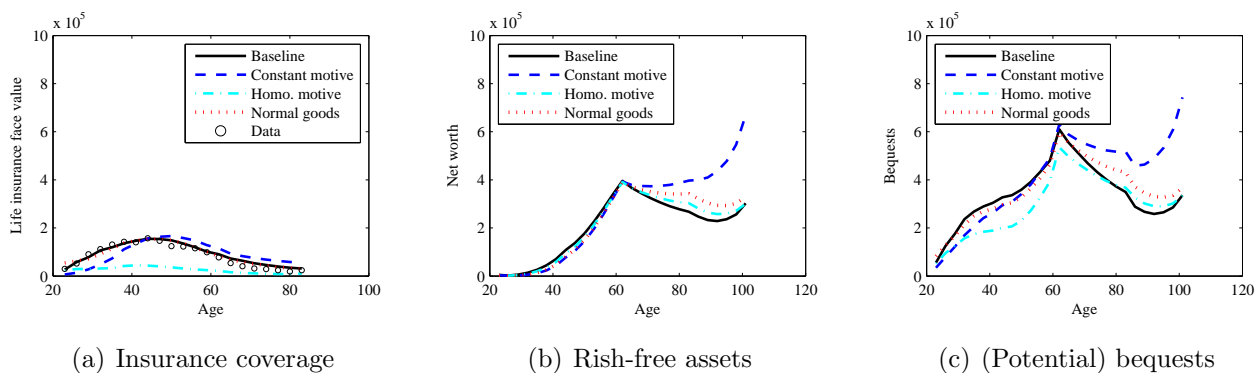 x 10^5
10
8
6
4
2
0
20 40 60 80 100
Age
Life insurance face value
Baseline
Constant motive
Homo. motive
Normal goods
Data
(a) Insurance coverage
x 10^5
10
8
6
4
2
0
20 40 60 80 100 120
Age
Net worth
Baseline
Constant motive
Homo. motive
Normal goods
(b) Rish-free assets
x 10^5
10
8
6
4
2
0
20 40 60 80 100 120
Age
Bequests
Baseline
Constant motive
Homo. motive
Normal goods
(c) (Potential) bequests